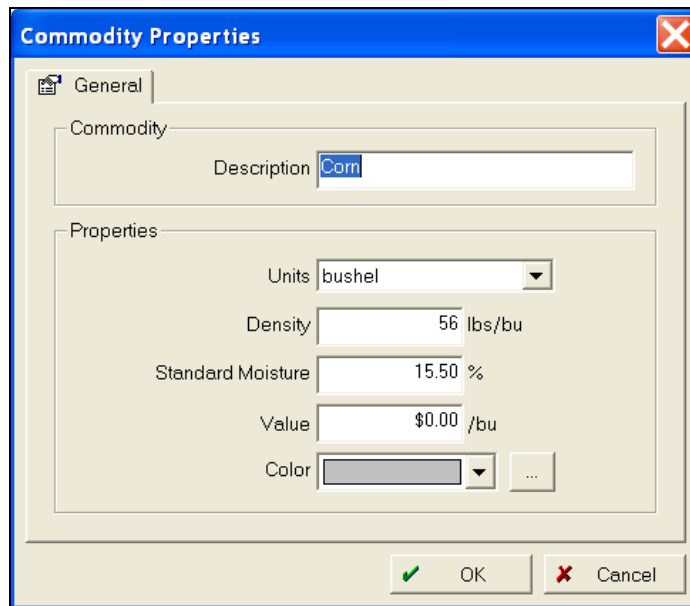 Commodity Properties
General
Commodity
Description Corn
Properties
Units bushel
Density 56 lbs/bu
Standard Moisture 15.50 %
Value $0.00 /bu
Color ...
OK Cancel